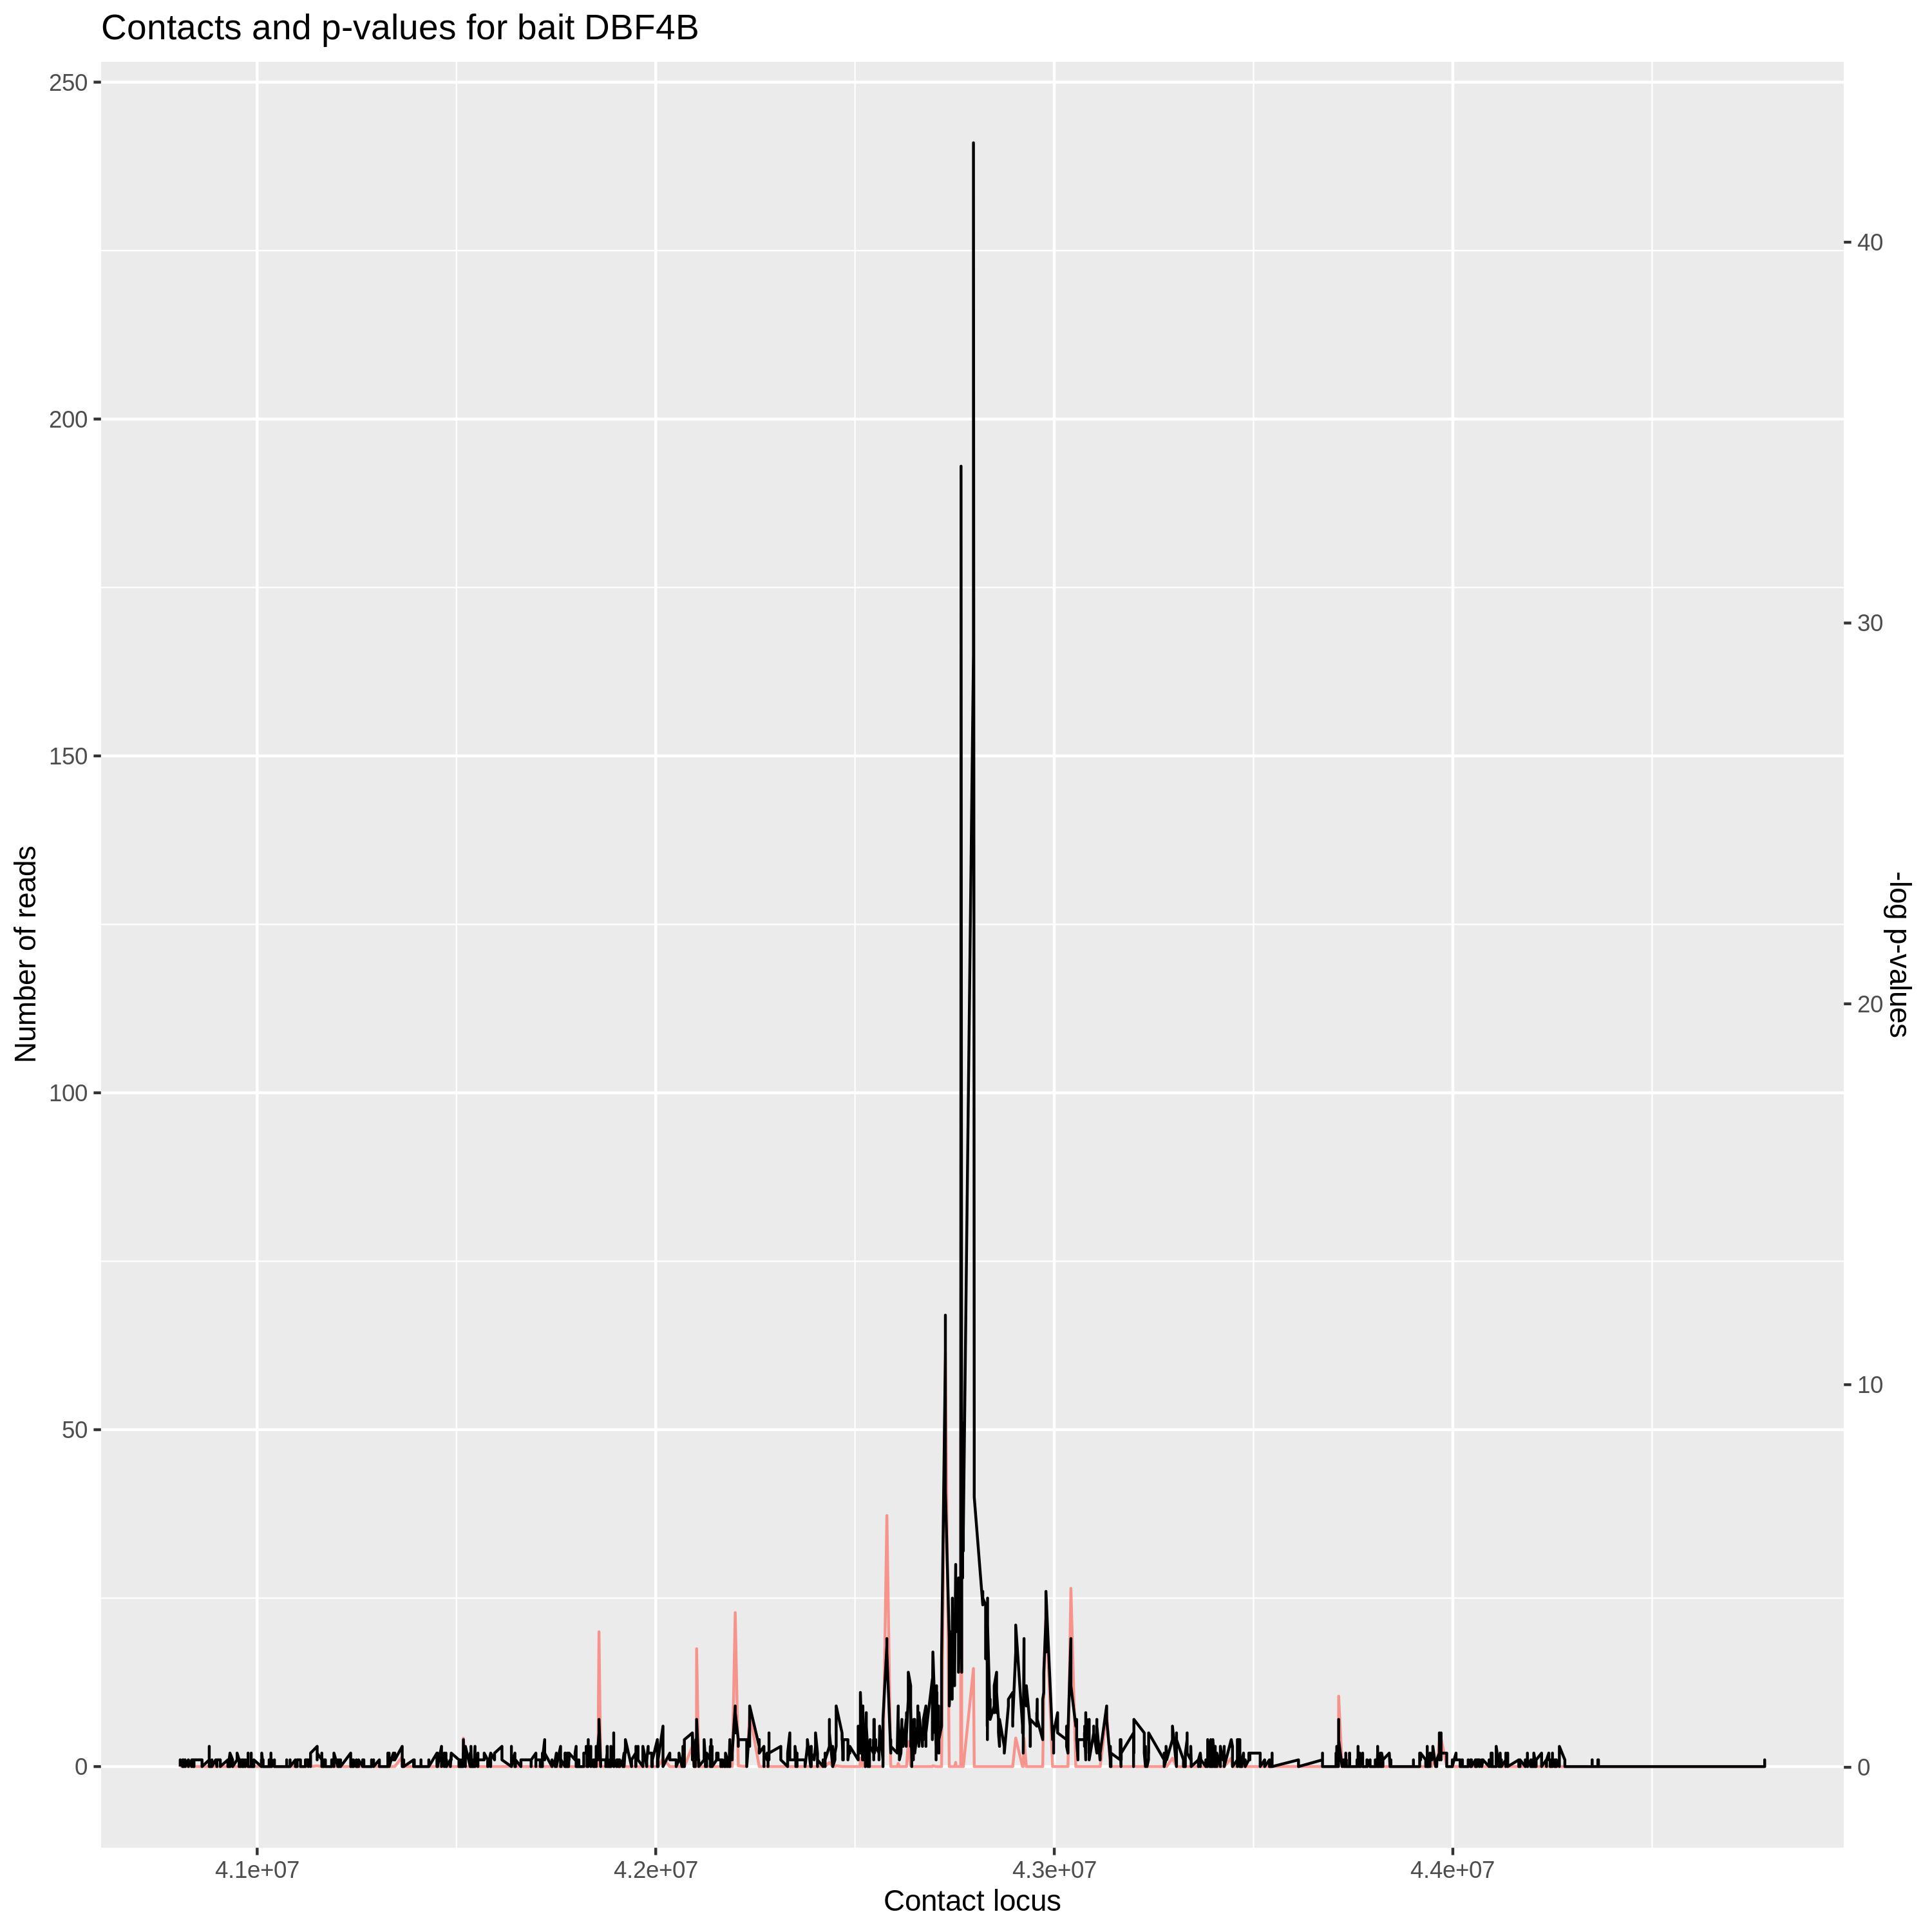 Contacts and p-values for bait DBF4B
250
200
150
100
50
0
Number of reads
40
30
20
10
0
-log p-values
4.1e+07
4.2e+07
4.3e+07
4.4e+07
Contact locus